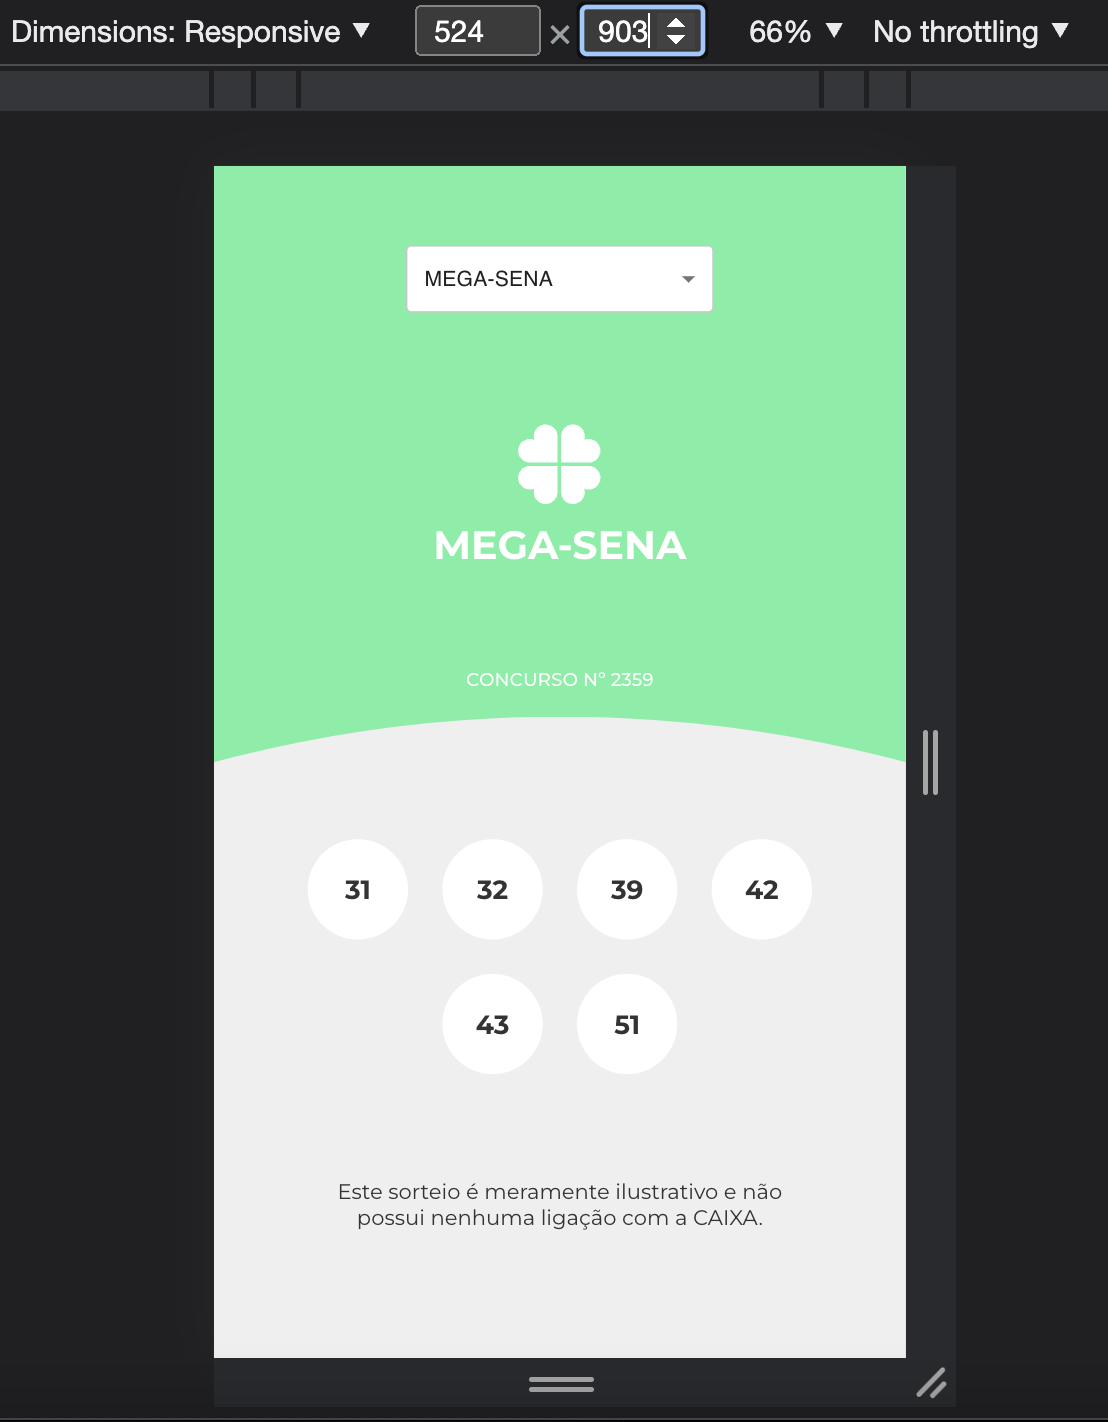 Dimensions: Responsive ▼ 524 × 903 66% ▼ No throttling ▼
MEGA-SENA
MEGA-SENA
CONCURSO Nº 2359
31 32 39 42
43 51
Este sorteio é meramente ilustrativo e não
possui nenhuma ligação com a CAIXA.